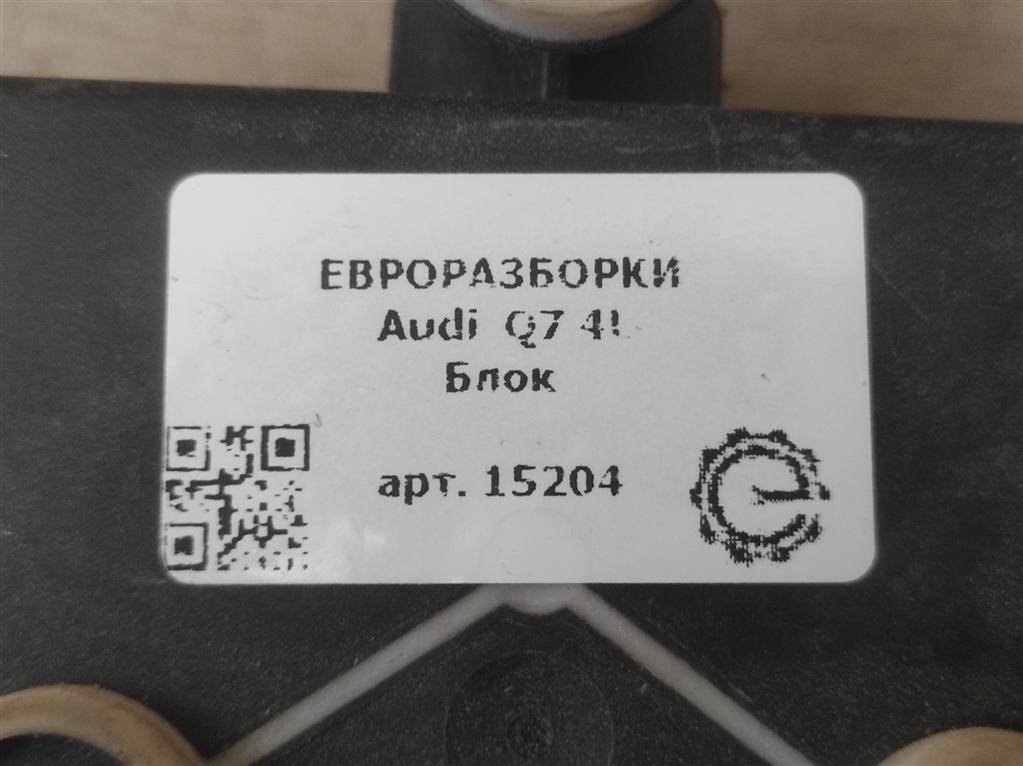 ЕВРОРАЗБОРКИ
Audi Q7 4L
Блок
арт. 15204